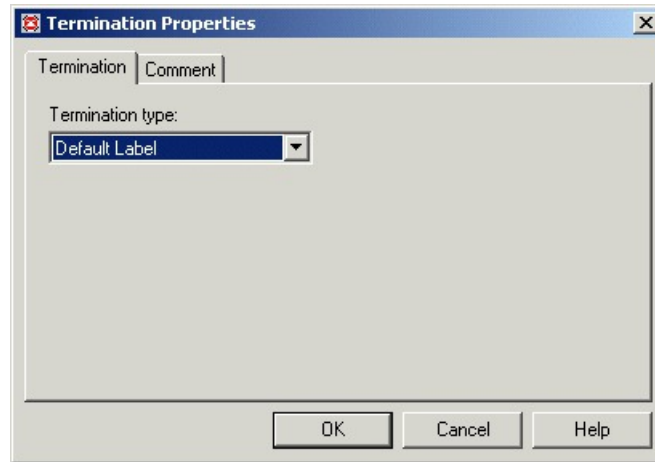 Termination Properties
Termination Comment
Termination type:
Default Label
OK Cancel Help